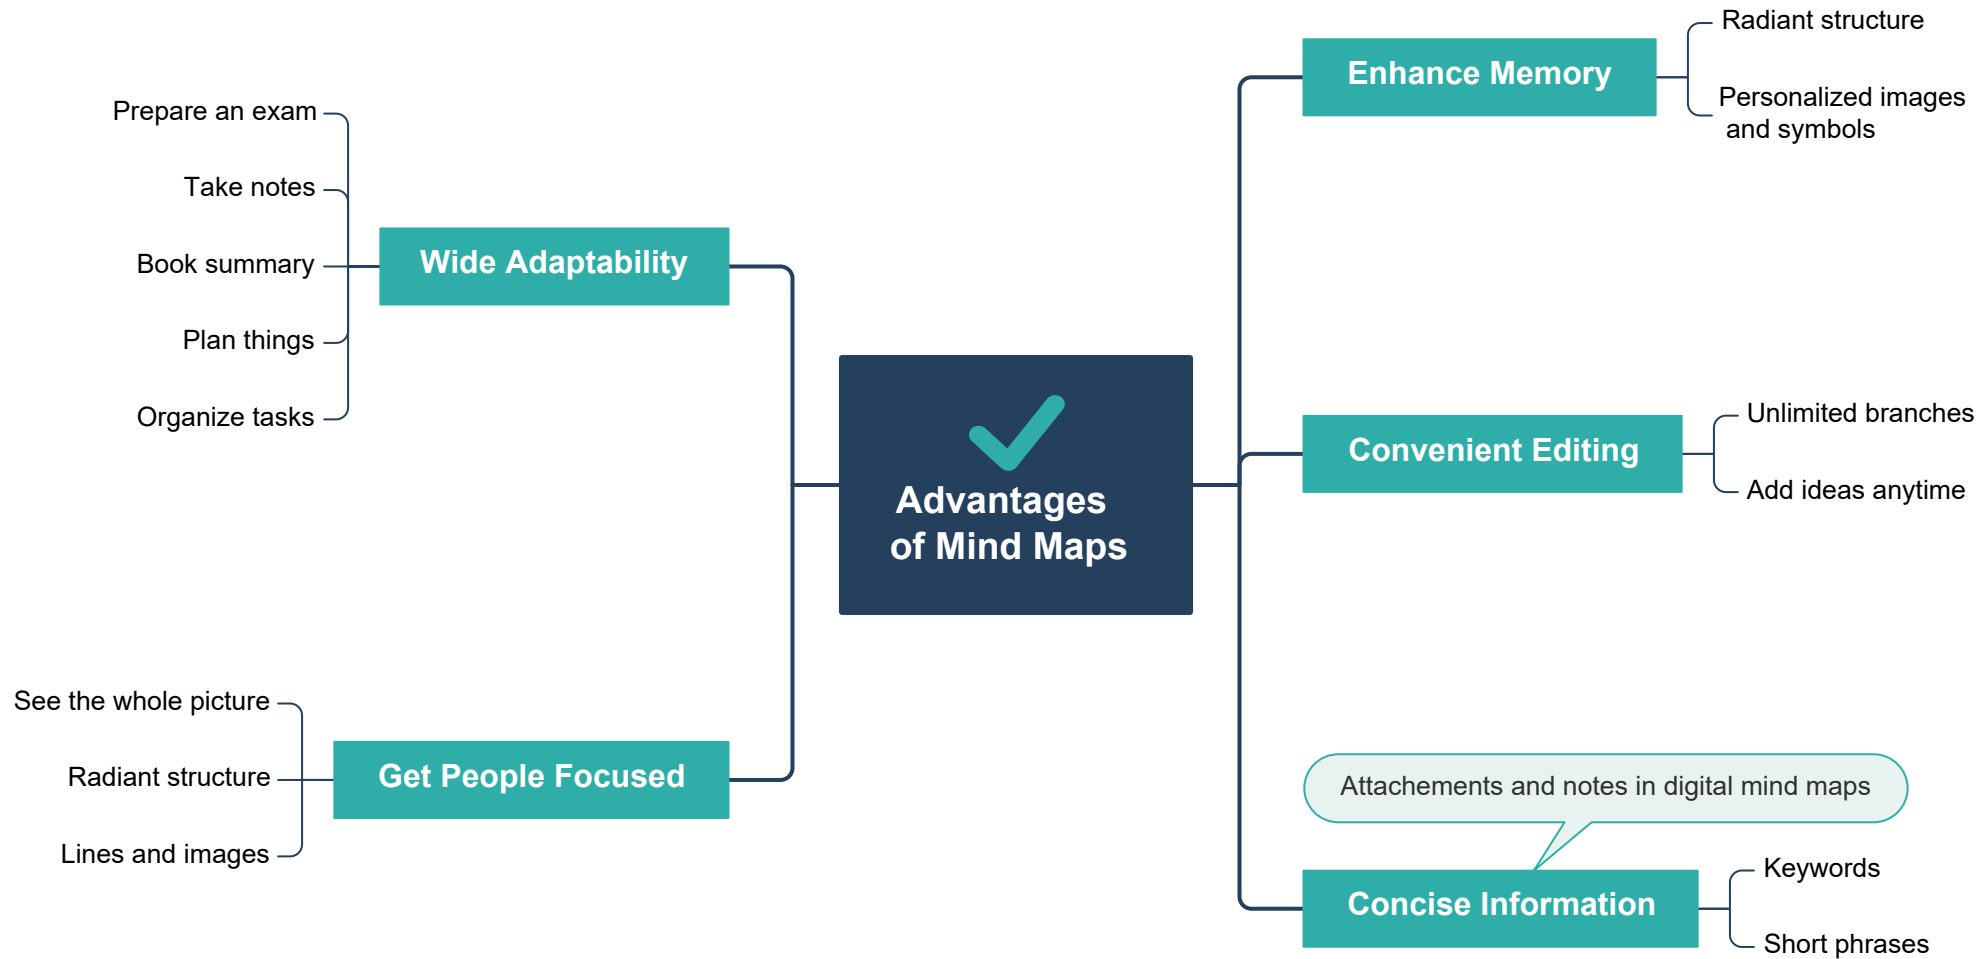 Advantages
of Mind Maps
Enhance Memory
Radiant structure
Personalized images
and symbols
Convenient Editing
Unlimited branches
Add ideas anytime
Attachements and notes in digital mind maps
Concise Information
Keywords
Short phrases
Wide Adaptability
Prepare an exam
Take notes
Book summary
Plan things
Organize tasks
Get People Focused
See the whole picture
Radiant structure
Lines and images